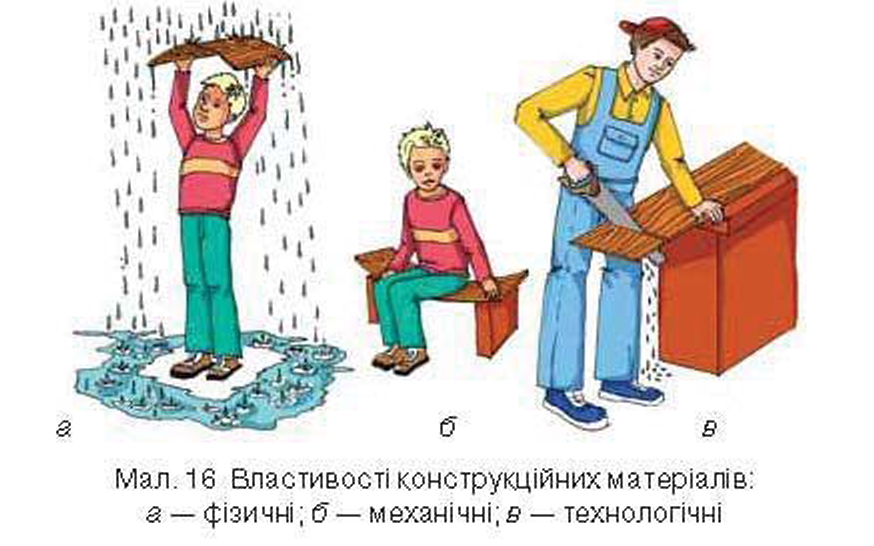 а б в
Мал. 16 Властивості конструкційних матеріалів:
а — фізичні; б — механічні; в — технологічні